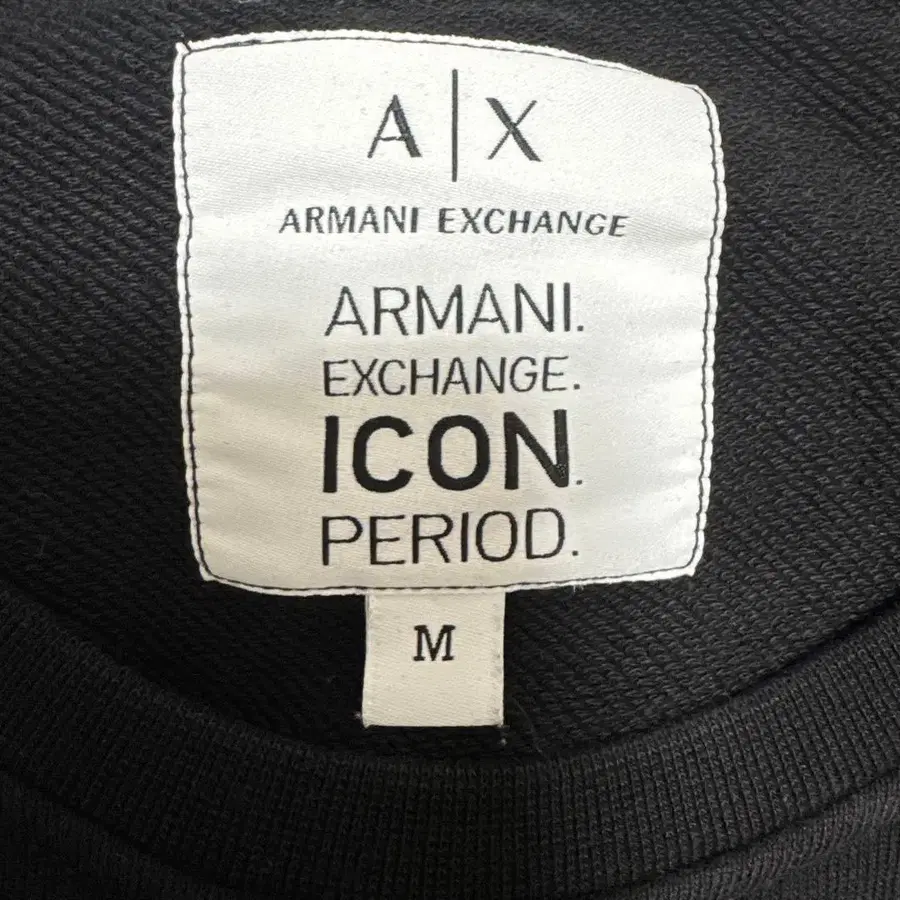 A|X
ARMANI EXCHANGE
ARMANI.
EXCHANGE.
ICON.
PERIOD.
M